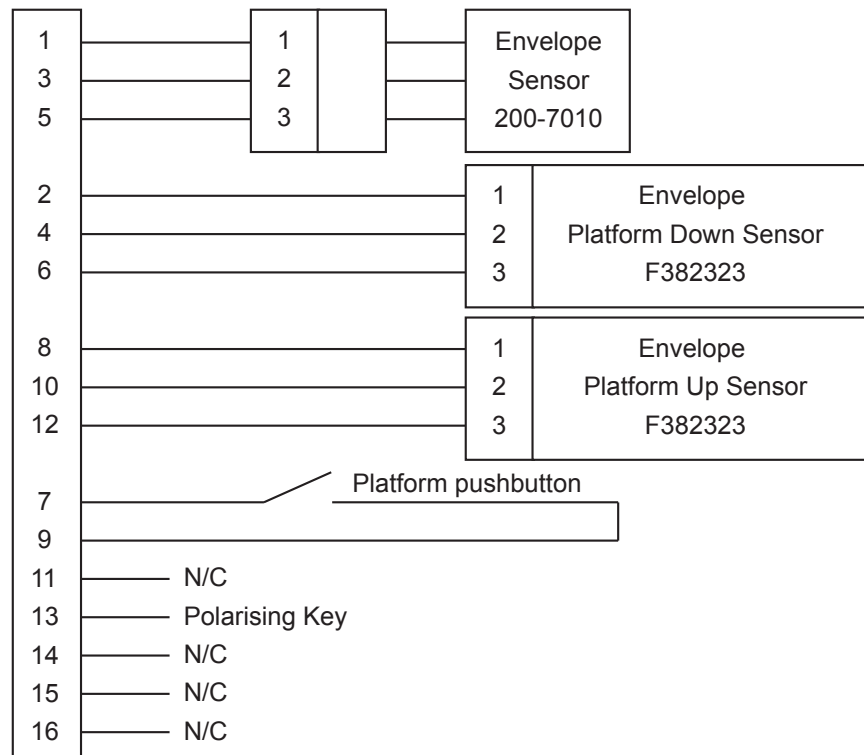 1 1 Envelope
3 2 Sensor
5 3 200-7010
2 1 Envelope
4 2 Platform Down Sensor
6 3 F382323
8 1 Envelope
10 2 Platform Up Sensor
12 3 F382323
7 Platform pushbutton
9
11 N/C
13 Polarising Key
14 N/C
15 N/C
16 N/C